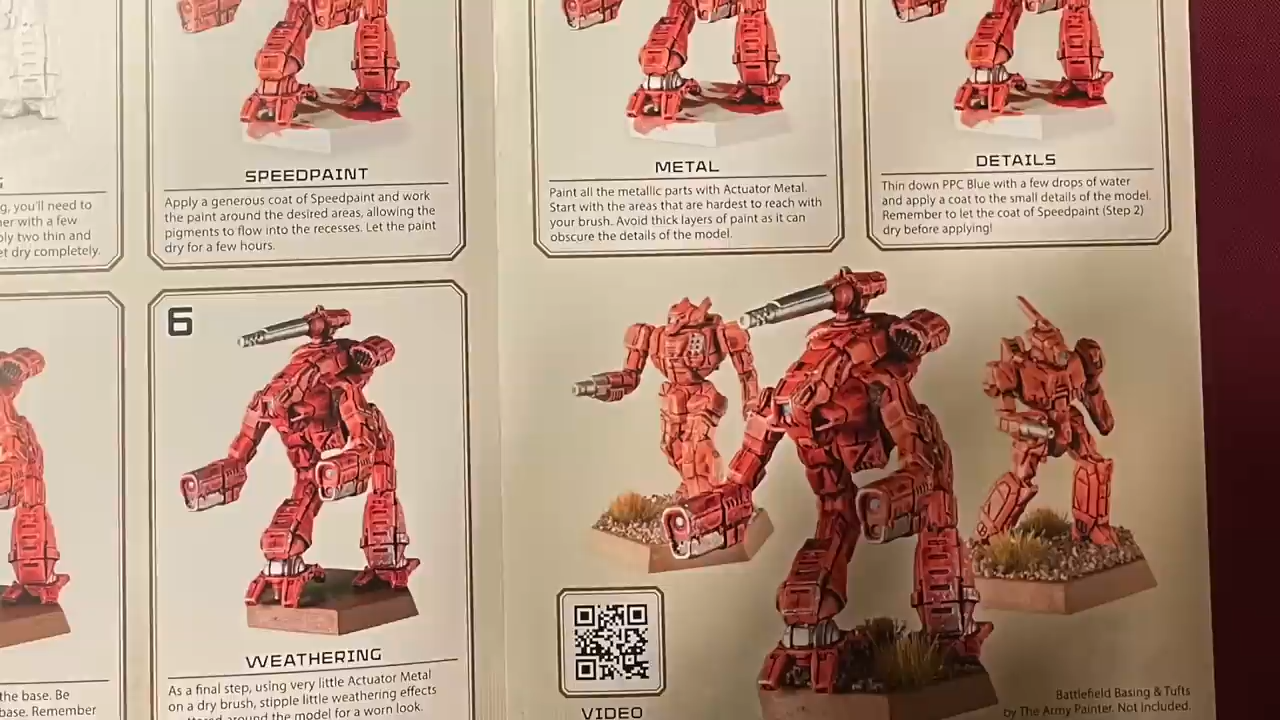 SPEEDPAINT
Apply a generous coat of Speedpaint and work
the paint around the desired areas, allowing the
pigments to flow into the recesses. Let the paint
dry for a few hours.
METAL
Paint all the metallic parts with Actuator Metal.
Start with the areas that are hardest to reach with
your brush. Avoid thick layers of paint as it can
obscure the details of the model.
DETAILS
Thin down PPC Blue with a few drops of water
and apply a coat to the small details of the model.
Remember to let the coat of Speedpaint (Step 2)
dry before applying!
you'll need to
with a few
two thin and
dry completely.
6
WEATHERING
As a final step, using very little Actuator Metal
on a dry brush, stipple little weathering effects
around the model for a worn look.
the base. Be
base. Remember
VIDEO
Battlefield Basing & Tufts
by The Army Painter. Not Included.